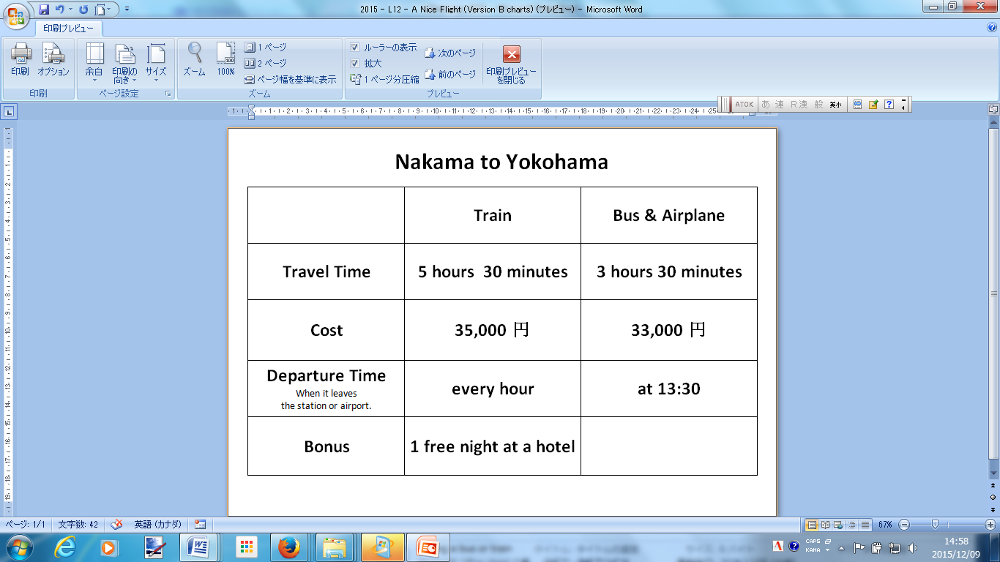 2015 - L12 - A Nice Flight (Version B charts) (プレビュー) - Microsoft Word
印刷プレビュー
印刷
オプション
余白
印刷の
向き
サイズ
ズーム
100%
1 ページ
2 ページ
ページ幅を基準に表示
ルーラーの表示
拡大
1 ページ分圧縮
次のページ
前のページ
印刷プレビュー
を閉じる
印刷
ページ設定
ズーム
プレビュー
ATOK あ 連 R漢 般 英小
Nakama to Yokohama
Train
Bus & Airplane
Travel Time
5 hours 30 minutes
3 hours 30 minutes
Cost
35,000 円
33,000 円
Departure Time
When it leaves
the station or airport.
every hour
at 13:30
Bonus
1 free night at a hotel
ページ: 1/1
文字数: 42
英語 (カナダ)
67%
A
CAPS
KANA
14:58
2015/12/09